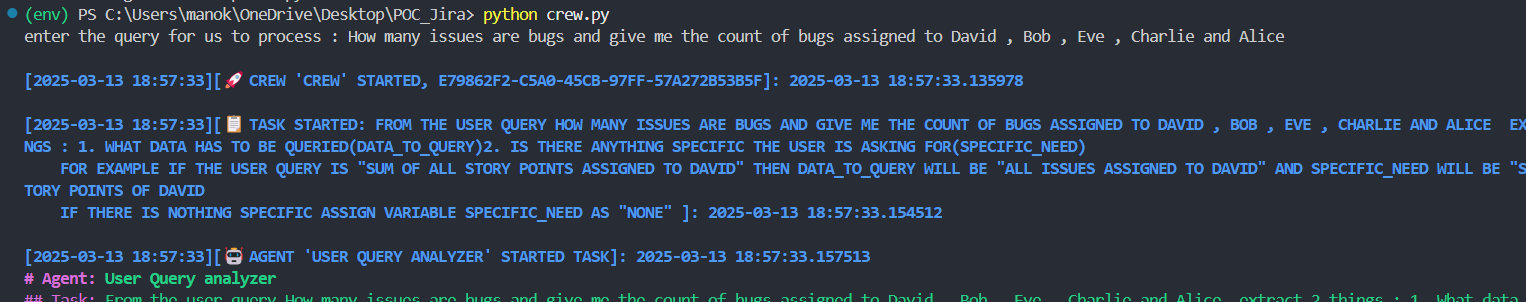 (env) PS C:\Users\manok\OneDrive\Desktop\POC_Jira> python crew.py
enter the query for us to process : How many issues are bugs and give me the count of bugs assigned to David , Bob , Eve , Charlie and Alice
[2025-03-13 18:57:33][🚀 CREW 'CREW' STARTED, E79862F2-C5A0-45CB-97FF-57A272B53B5F]: 2025-03-13 18:57:33.135978
[2025-03-13 18:57:33][📋 TASK STARTED: FROM THE USER QUERY HOW MANY ISSUES ARE BUGS AND GIVE ME THE COUNT OF BUGS ASSIGNED TO DAVID , BOB , EVE , CHARLIE AND ALICE  EX
NGS : 1. WHAT DATA HAS TO BE QUERIED(DATA_TO_QUERY)2. IS THERE ANYTHING SPECIFIC THE USER IS ASKING FOR(SPECIFIC_NEED)
FOR EXAMPLE IF THE USER QUERY IS "SUM OF ALL STORY POINTS ASSIGNED TO DAVID" THEN DATA_TO_QUERY WILL BE "ALL ISSUES ASSIGNED TO DAVID" AND SPECIFIC_NEED WILL BE "S
TORY POINTS OF DAVID
IF THERE IS NOTHING SPECIFIC ASSIGN VARIABLE SPECIFIC_NEED AS "NONE" ]: 2025-03-13 18:57:33.154512
[2025-03-13 18:57:33][🤖 AGENT 'USER QUERY ANALYZER' STARTED TASK]: 2025-03-13 18:57:33.157513
# Agent: User Query analyzer
## Task: From the user query How many issues are bugs and give me the count of bugs assigned to David , Bob , Eve , Charlie and Alice  extract 2 things : 1. What data